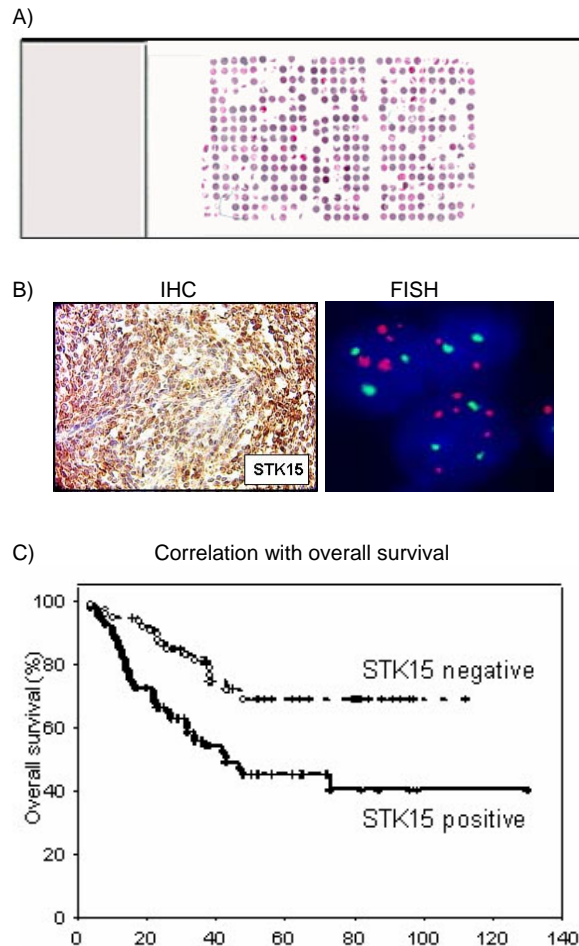 A)
B)
IHC
FISH
STK15
C)
Correlation with overall survival
Overall survival (%)
100
80
60
40
20
0
STK15 negative
STK15 positive
0 20 40 60 80 100 120 140